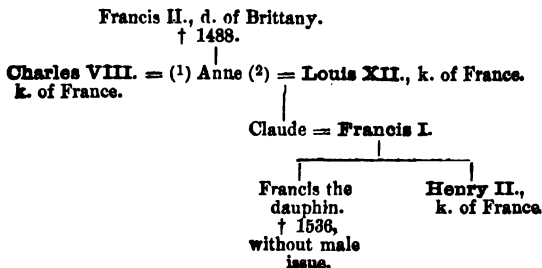 Francis II., d. of Brittany.
† 1488.
Charles VIII. = (1) Anne (2) = Louis XII., k. of France.
k. of France.
Claude = Francis I.
Francis the
dauphin.
† 1536,
without male
issue.
Henry II.,
k. of France